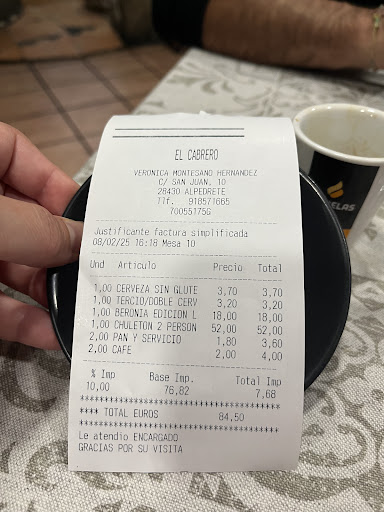 EL CABRERO
VERONICA MONTESANO HERNANDEZ
C/ SAN JUAN, 10
28430 ALPEDRETE
Tlf. 918571665
70055175G
Justificante factura simplificada
08/02/25 16:18 Mesa 10
Und Articulo Precio Total
1,00 CERVEZA SIN GLUTE 3,70 3,70
1,00 TERCIO/DOBLE CERV 3,20 3,20
1,00 BERONIA EDICION L 18,00 18,00
1,00 CHULETON 2 PERSON 52,00 52,00
2,00 PAN Y SERVICIO 1,80 3,60
2,00 CAFE 2,00 4,00
% Imp Base Imp. Total Imp
10,00 76,82 7,68
**** TOTAL EUROS 84,50
Le atendio ENCARGADO
GRACIAS POR SU VISITA
ELAS